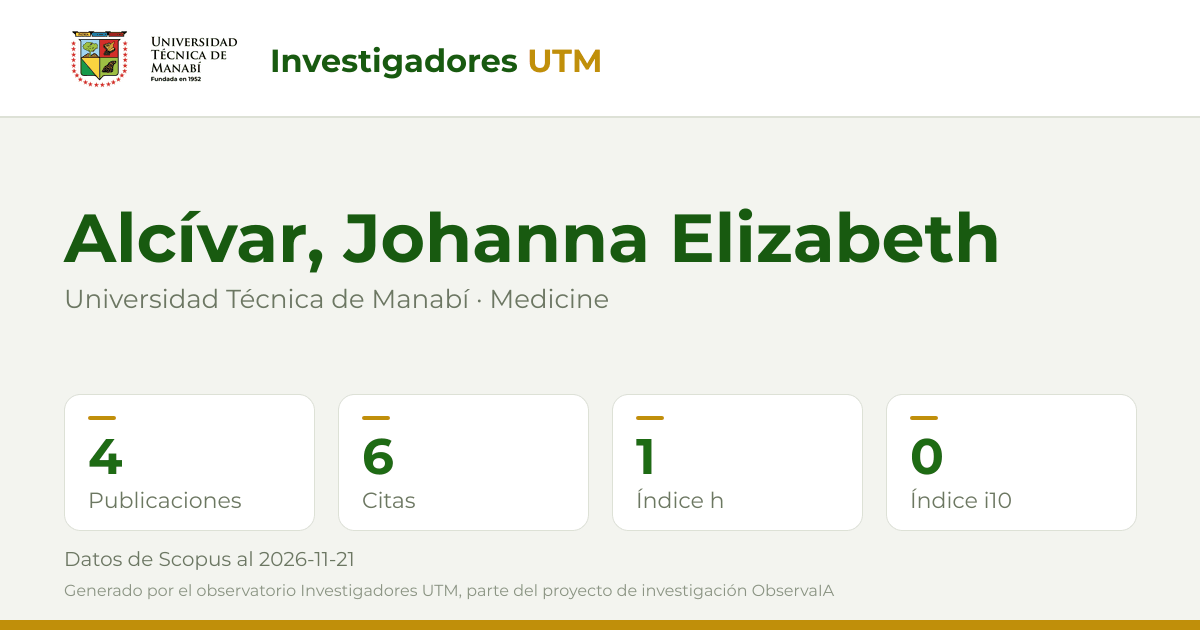 UNIVERSIDAD
TÉCNICA DE
MANABÍ
Fundada en 1952
Investigadores UTM
Alcívar, Johanna Elizabeth
Universidad Técnica de Manabí · Medicine
4
Publicaciones
6
Citas
1
Índice h
0
Índice i10
Datos de Scopus al 2026-11-21
Generado por el observatorio Investigadores UTM, parte del proyecto de investigación ObservaIA